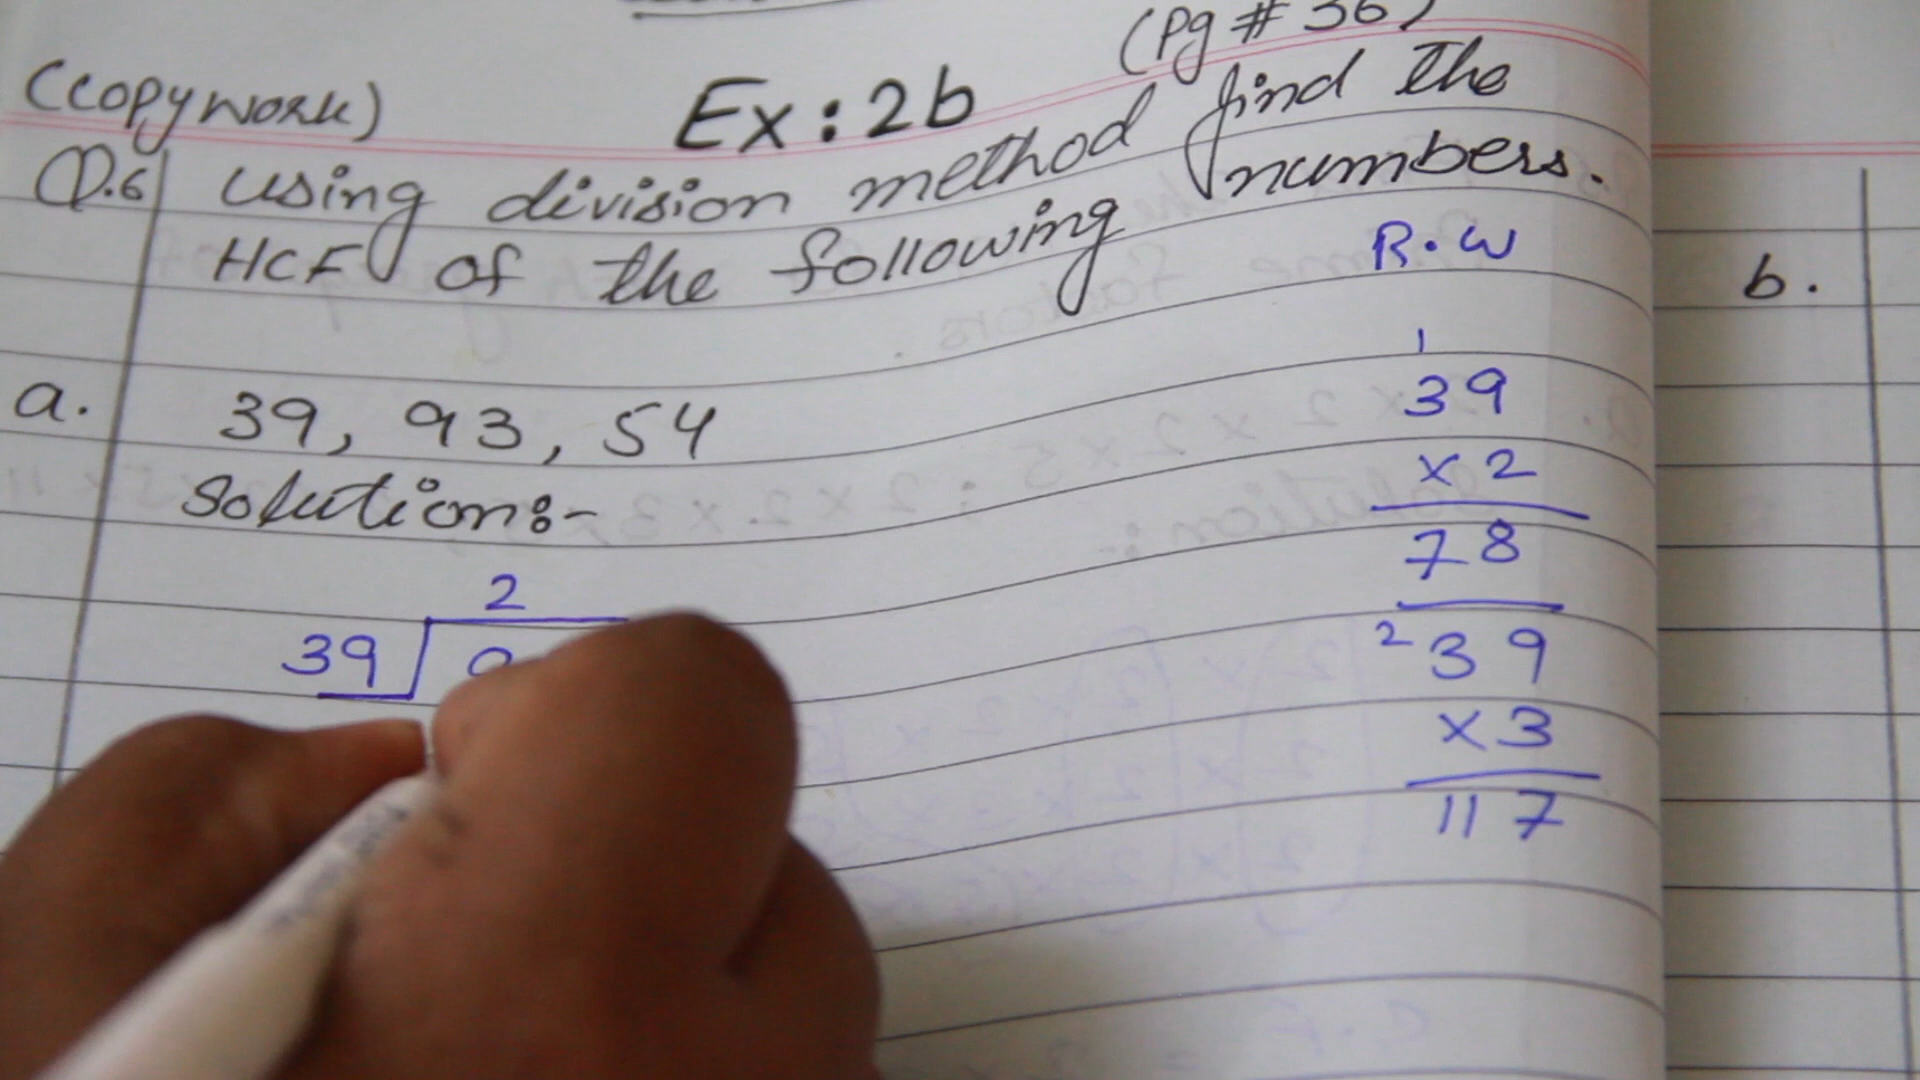 (Pg # 36)
(Copywork) Ex: 2b
Q.6 Using division method find the
HCF of the following numbers.
R.W
b.
a. 39, 93, 54
Solution:-
1
39
x2
78
2 39
x3
117
2
39 9